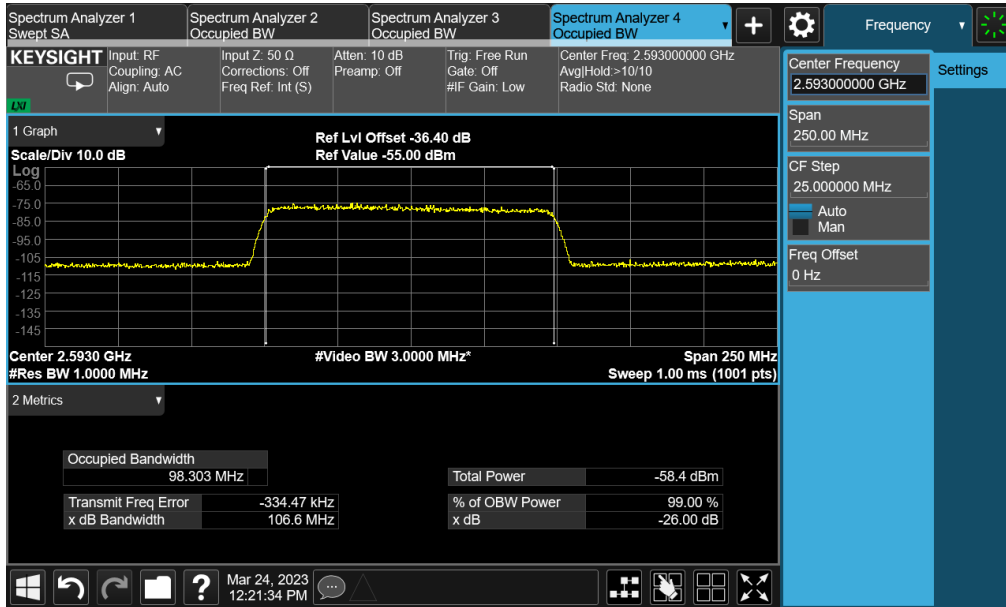 Spectrum Analyzer 1
Swept SA
Spectrum Analyzer 2
Occupied BW
Spectrum Analyzer 3
Occupied BW
Spectrum Analyzer 4
Occupied BW
Frequency
KEYSIGHT
LXI
Input: RF
Coupling: AC
Align: Auto
Input Z: 50 Ω
Corrections: Off
Freq Ref: Int (S)
Atten: 10 dB
Preamp: Off
Trig: Free Run
Gate: Off
#IF Gain: Low
Center Freq: 2.593000000 GHz
Avg|Hold:>10/10
Radio Std: None
1 Graph
Scale/Div 10.0 dB
Ref Lvl Offset -36.40 dB
Ref Value -55.00 dBm
Log
-65.0
-75.0
-85.0
-95.0
-105
-115
-125
-135
-145
Center 2.5930 GHz
#Res BW 1.0000 MHz
#Video BW 3.0000 MHz*
Span 250 MHz
Sweep 1.00 ms (1001 pts)
2 Metrics
Occupied Bandwidth
98.303 MHz
Transmit Freq Error -334.47 kHz
x dB Bandwidth 106.6 MHz
Total Power -58.4 dBm
% of OBW Power 99.00 %
x dB -26.00 dB
Center Frequency
2.593000000 GHz
Span
250.00 MHz
CF Step
25.000000 MHz
Auto
Man
Freq Offset
0 Hz
Settings
?
Mar 24, 2023
12:21:34 PM